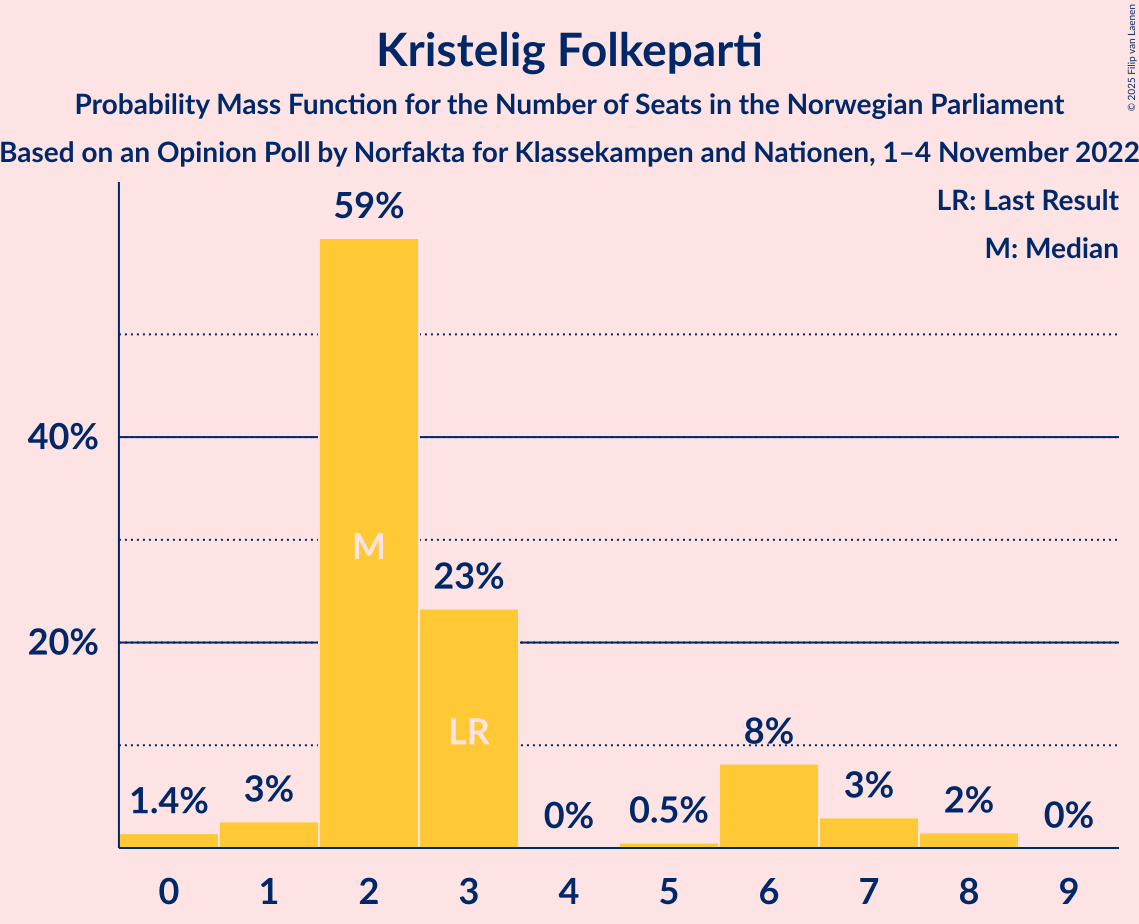 Kristelig Folkeparti
Probability Mass Function for the Number of Seats in the Norwegian Parliament
Based on an Opinion Poll by Norfakta for Klassekampen and Nationen, 1–4 November 2022
© 2025 Filip van Laenen
LR: Last Result
M: Median
59%
40%
M
23%
20%
LR
8%
1.4%
3%
0%
0.5%
3%
2%
0%
0 1 2 3 4 5 6 7 8 9